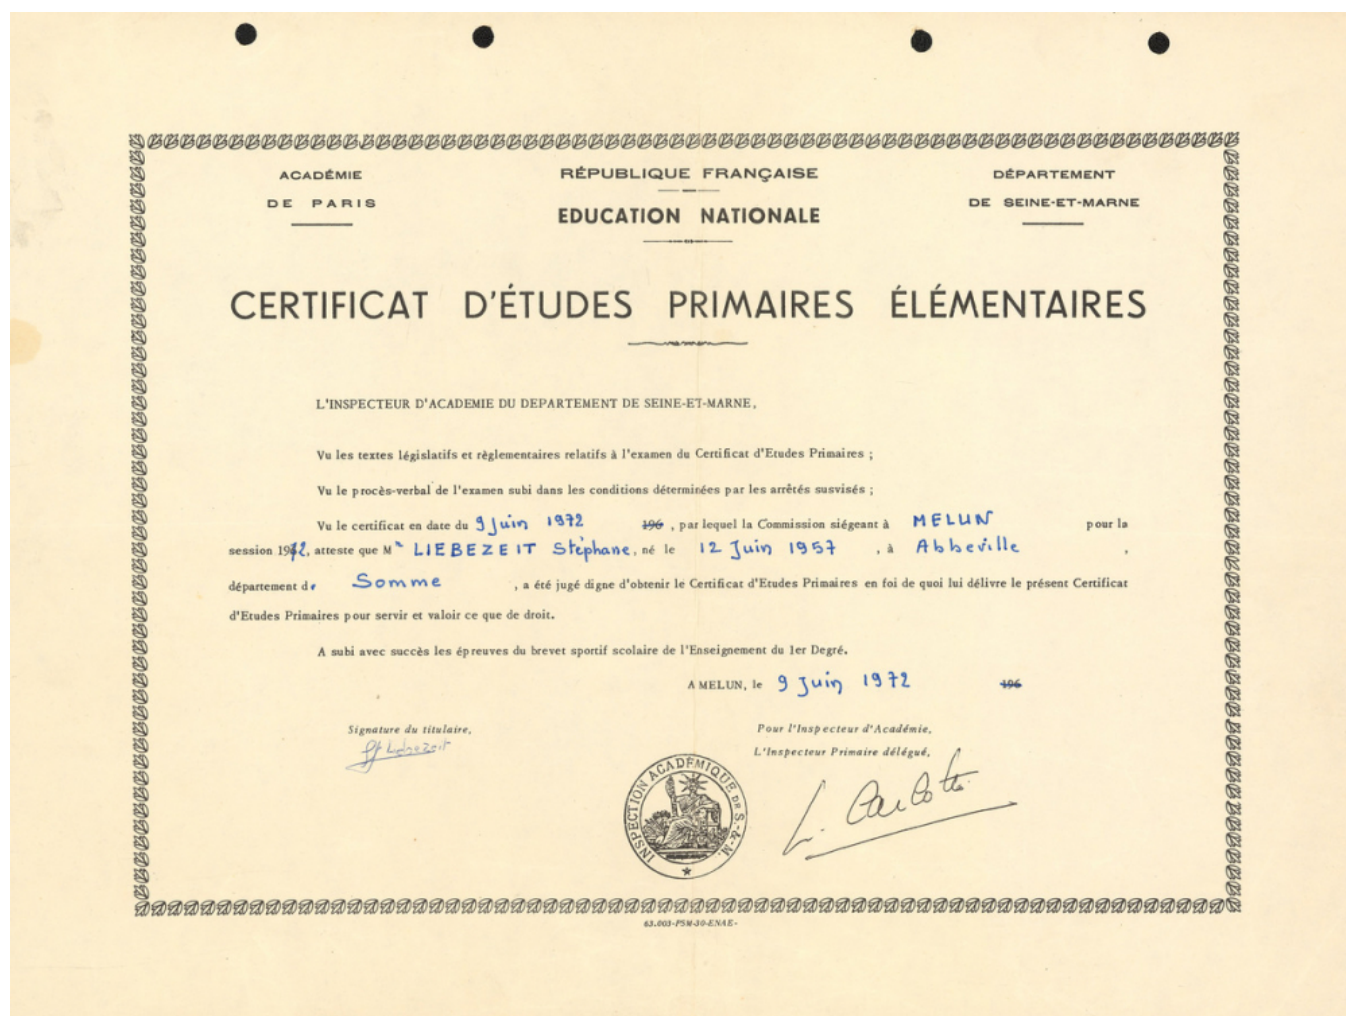 ACADÉMIE
DE PARIS
RÉPUBLIQUE FRANÇAISE
EDUCATION NATIONALE
DÉPARTEMENT
DE SEINE-ET-MARNE
CERTIFICAT D'ÉTUDES PRIMAIRES ÉLÉMENTAIRES
L'INSPECTEUR D'ACADEMIE DU DEPARTEMENT DE SEINE-ET-MARNE,
Vu les textes législatifs et règlementaires relatifs à l'examen du Certificat d'Etudes Primaires ;
Vu le procès-verbal de l'examen subi dans les conditions déterminées par les arrêtés susvisés ;
Vu le certificat en date du 9 Juin 1972 196 , par lequel la Commission siégeant à MELUN pour la
session 1972, atteste que M LIEBEZEIT Stéphane, né le 12 Juin 1957 , à Abbeville ,
département de Somme , a été jugé digne d'obtenir le Certificat d'Etudes Primaires en foi de quoi lui délivre le présent Certificat
d'Etudes Primaires pour servir et valoir ce que de droit.
A subi avec succès les épreuves du brevet sportif scolaire de l'Enseignement du 1er Degré.
A MELUN, le 9 Juin 1972 196
Signature du titulaire,
St Liebezeit
Pour l'Inspecteur d'Académie,
L'Inspecteur Primaire délégué,
INSPECTION ACADÉMIQUE DE S.-&-M.
63.003-PSM-30-ENAE-